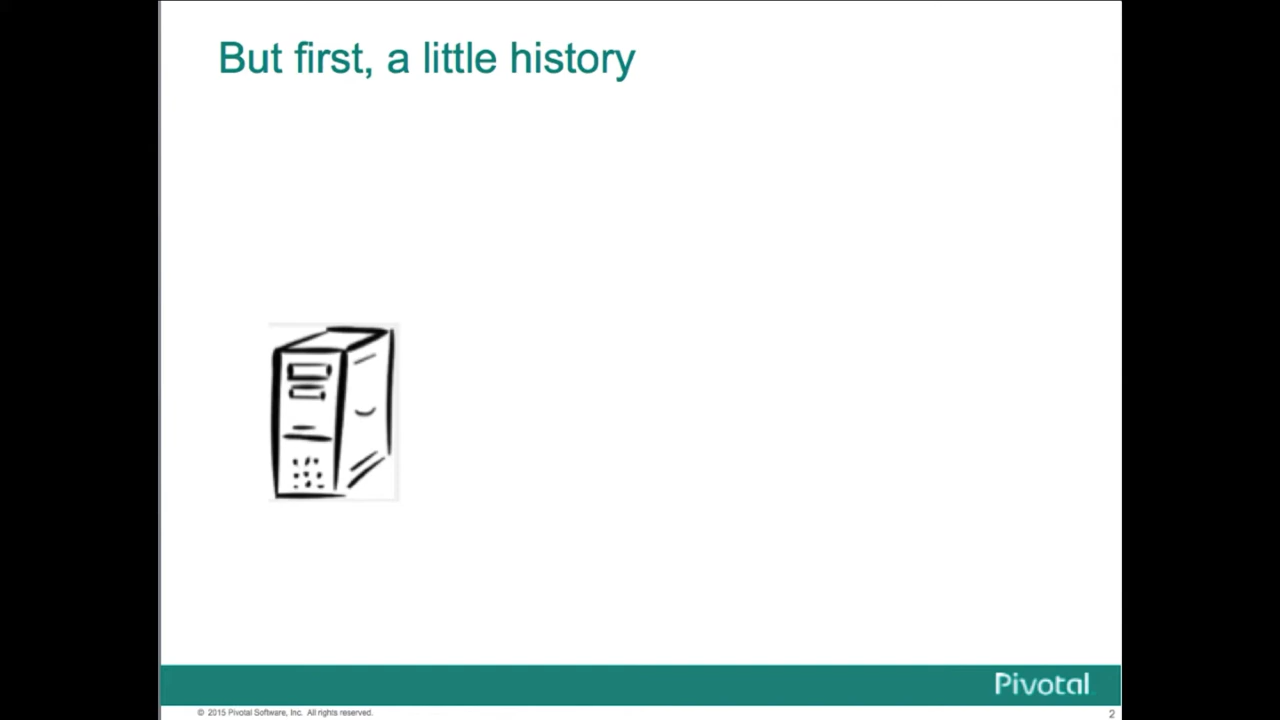 But first, a little history
Pivotal
© 2015 Pivotal Software, Inc. All rights reserved.
2